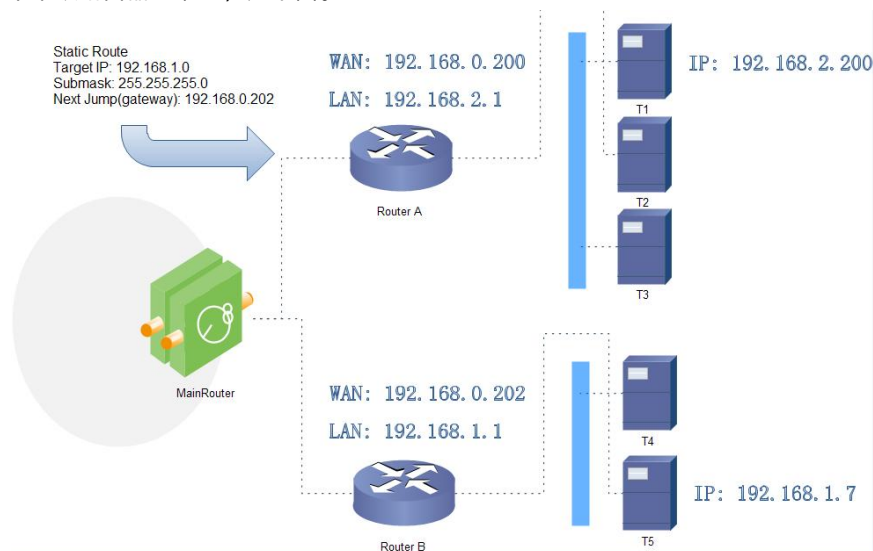 Static Route
Target IP: 192.168.1.0
Submask: 255.255.255.0
Next Jump(gateway): 192.168.0.202
WAN: 192.168.0.200
LAN: 192.168.2.1
Router A
IP: 192.168.2.200
T1
T2
T3
MainRouter
WAN: 192.168.0.202
LAN: 192.168.1.1
Router B
T4
IP: 192.168.1.7
T5